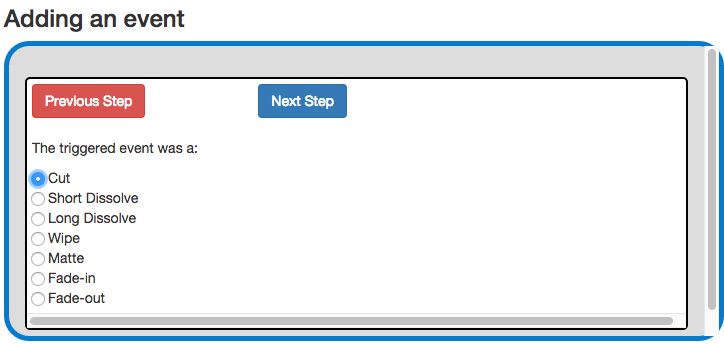 Adding an event
Previous Step Next Step
The triggered event was a:
Cut
Short Dissolve
Long Dissolve
Wipe
Matte
Fade-in
Fade-out